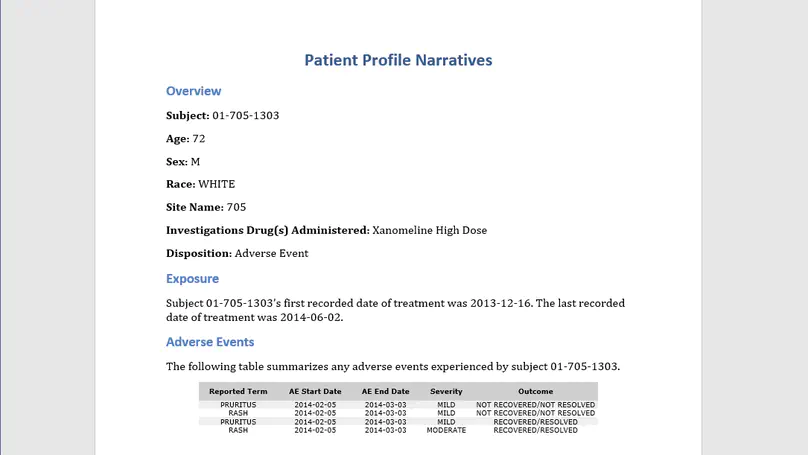 Patient Profile Narratives
Overview
Subject: 01-705-1303
Age: 72
Sex: M
Race: WHITE
Site Name: 705
Investigations Drug(s) Administered: Xanomeline High Dose
Disposition: Adverse Event
Exposure
Subject 01-705-1303's first recorded date of treatment was 2013-12-16. The last recorded
date of treatment was 2014-06-02.
Adverse Events
The following table summarizes any adverse events experienced by subject 01-705-1303.
Reported Term AE Start Date AE End Date Severity Outcome
PRURITUS 2014-02-05 2014-03-03 MILD NOT RECOVERED/NOT RESOLVED
RASH 2014-02-05 2014-03-03 MILD NOT RECOVERED/NOT RESOLVED
PRURITUS 2014-02-05 2014-03-03 MILD RECOVERED/RESOLVED
RASH 2014-02-05 2014-03-03 MODERATE RECOVERED/RESOLVED